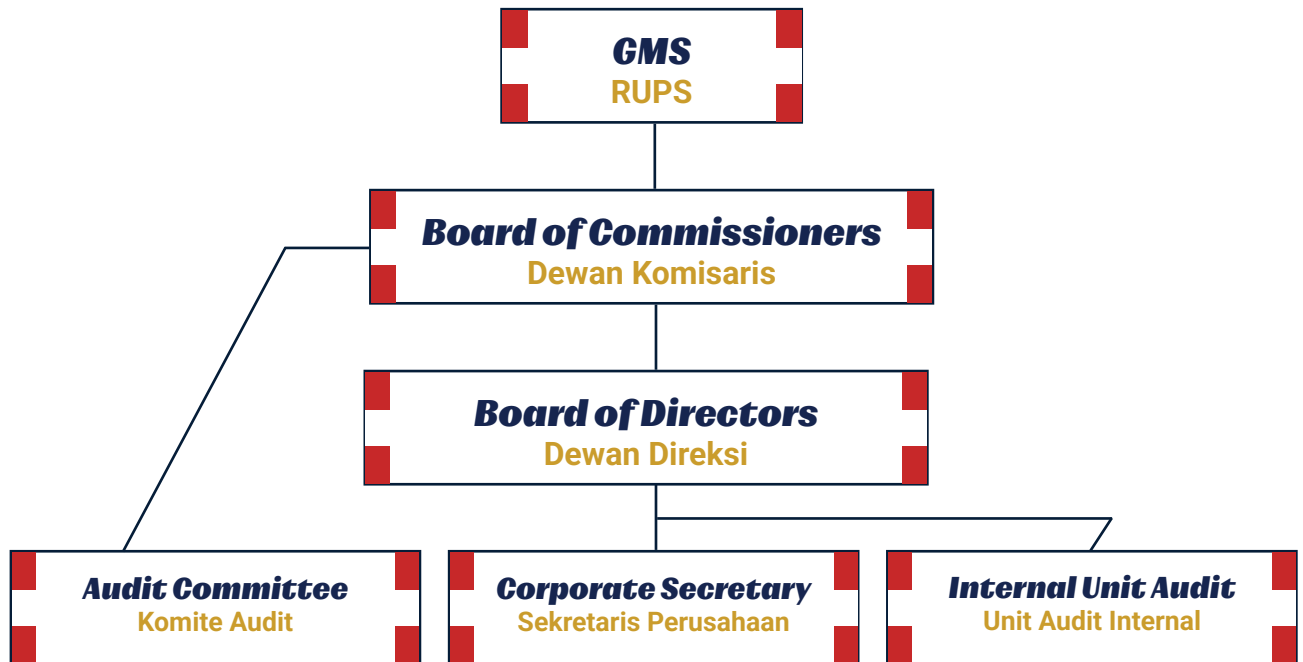 GMS
RUPS
Board of Commissioners
Dewan Komisaris
Board of Directors
Dewan Direksi
Audit Committee
Komite Audit
Corporate Secretary
Sekretaris Perusahaan
Internal Unit Audit
Unit Audit Internal